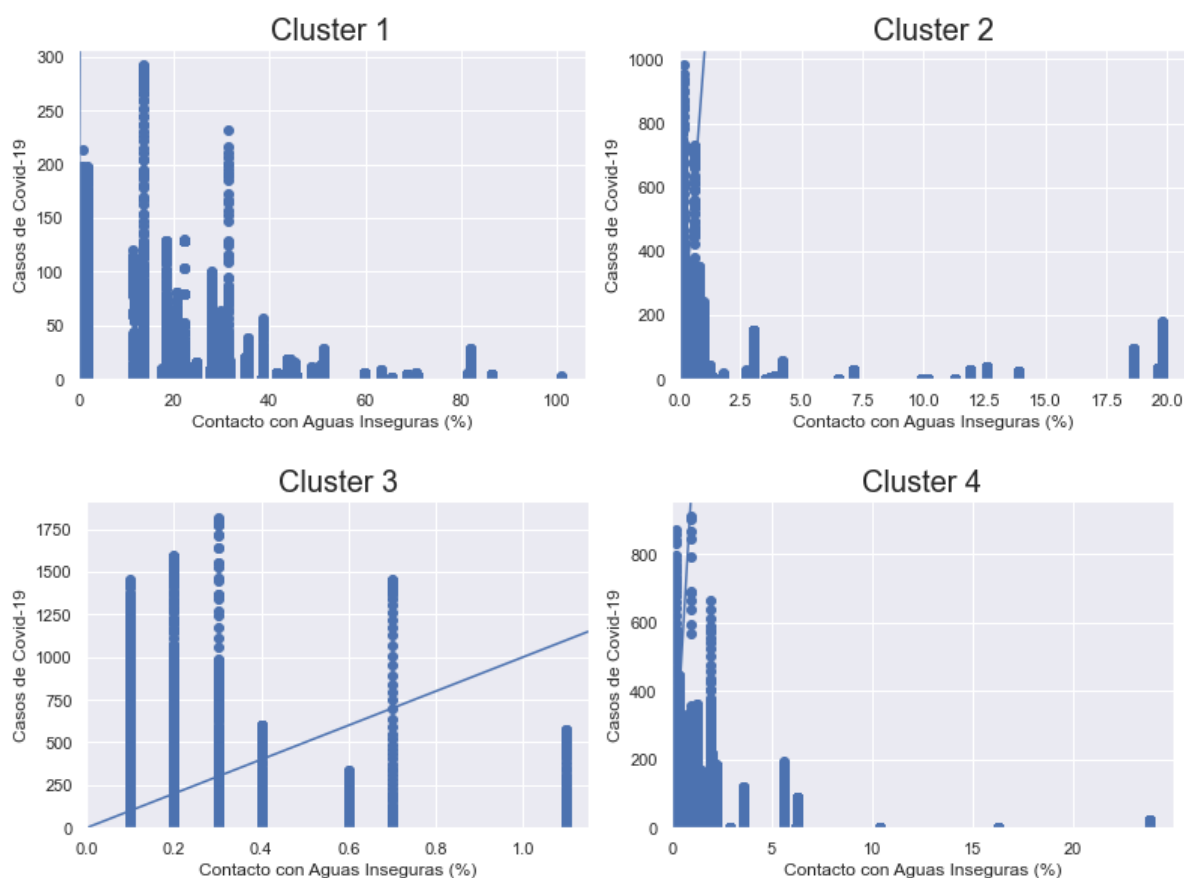 Cluster 1
300
250
200
150
100
50
0
Casos de Covid-19
0 20 40 60 80 100
Contacto con Aguas Inseguras (%)
Cluster 2
1000
800
600
400
200
0
Casos de Covid-19
0.0 2.5 5.0 7.5 10.0 12.5 15.0 17.5 20.0
Contacto con Aguas Inseguras (%)
Cluster 3
1750
1500
1250
1000
750
500
250
0
Casos de Covid-19
0.0 0.2 0.4 0.6 0.8 1.0
Contacto con Aguas Inseguras (%)
Cluster 4
800
600
400
200
0
Casos de Covid-19
0 5 10 15 20
Contacto con Aguas Inseguras (%)